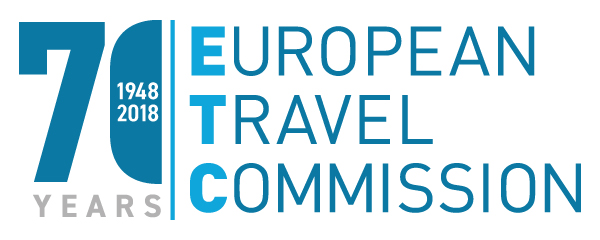 70
1948
2018
YEARS
EUROPEAN
TRAVEL
COMMISSION